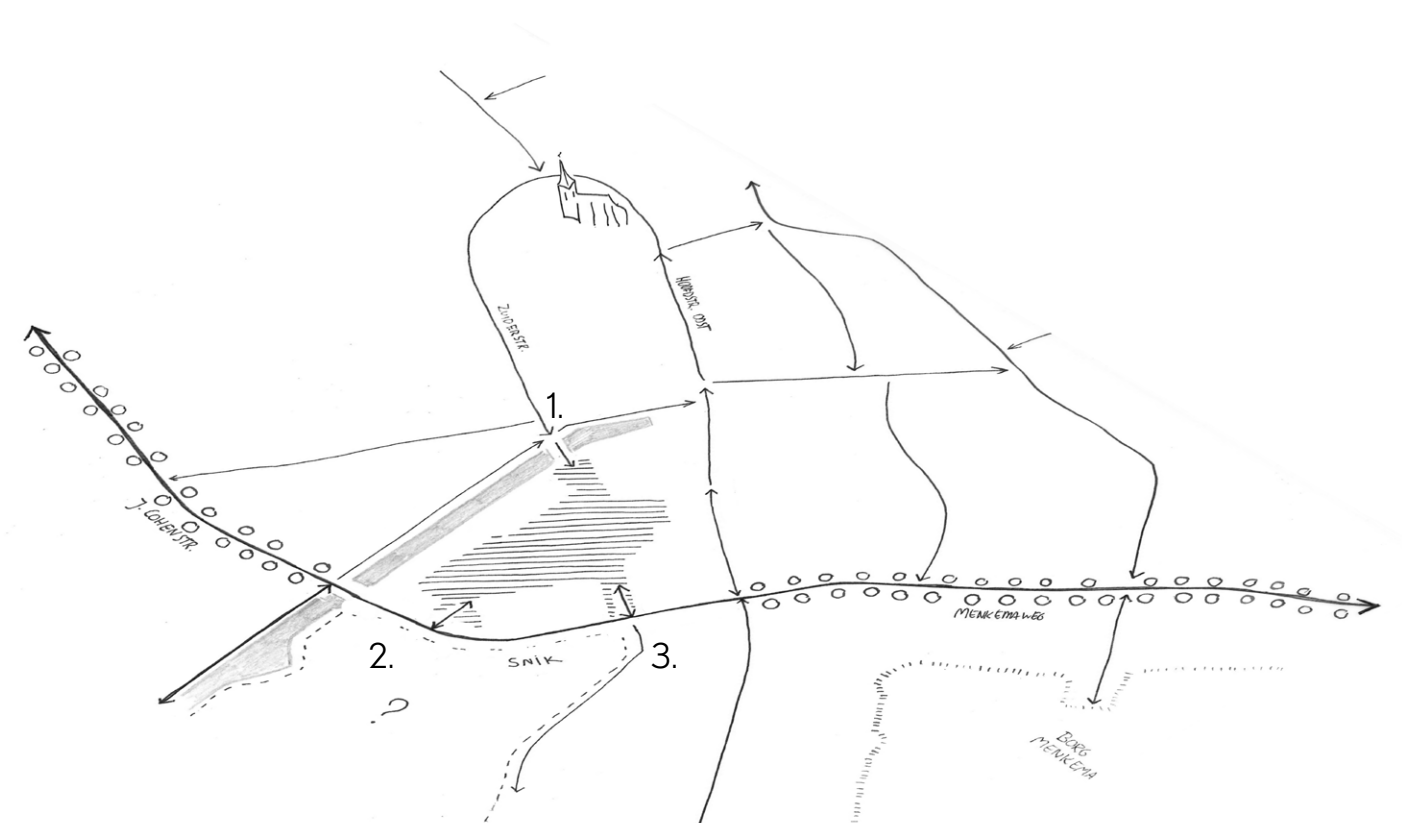 ZUIDERSTR.
HOOFDSTR. OOST
1.
J. COHENSTR.
MENKEMAWEG
2.
SNIK
3.
?
BORG
MENKEMA